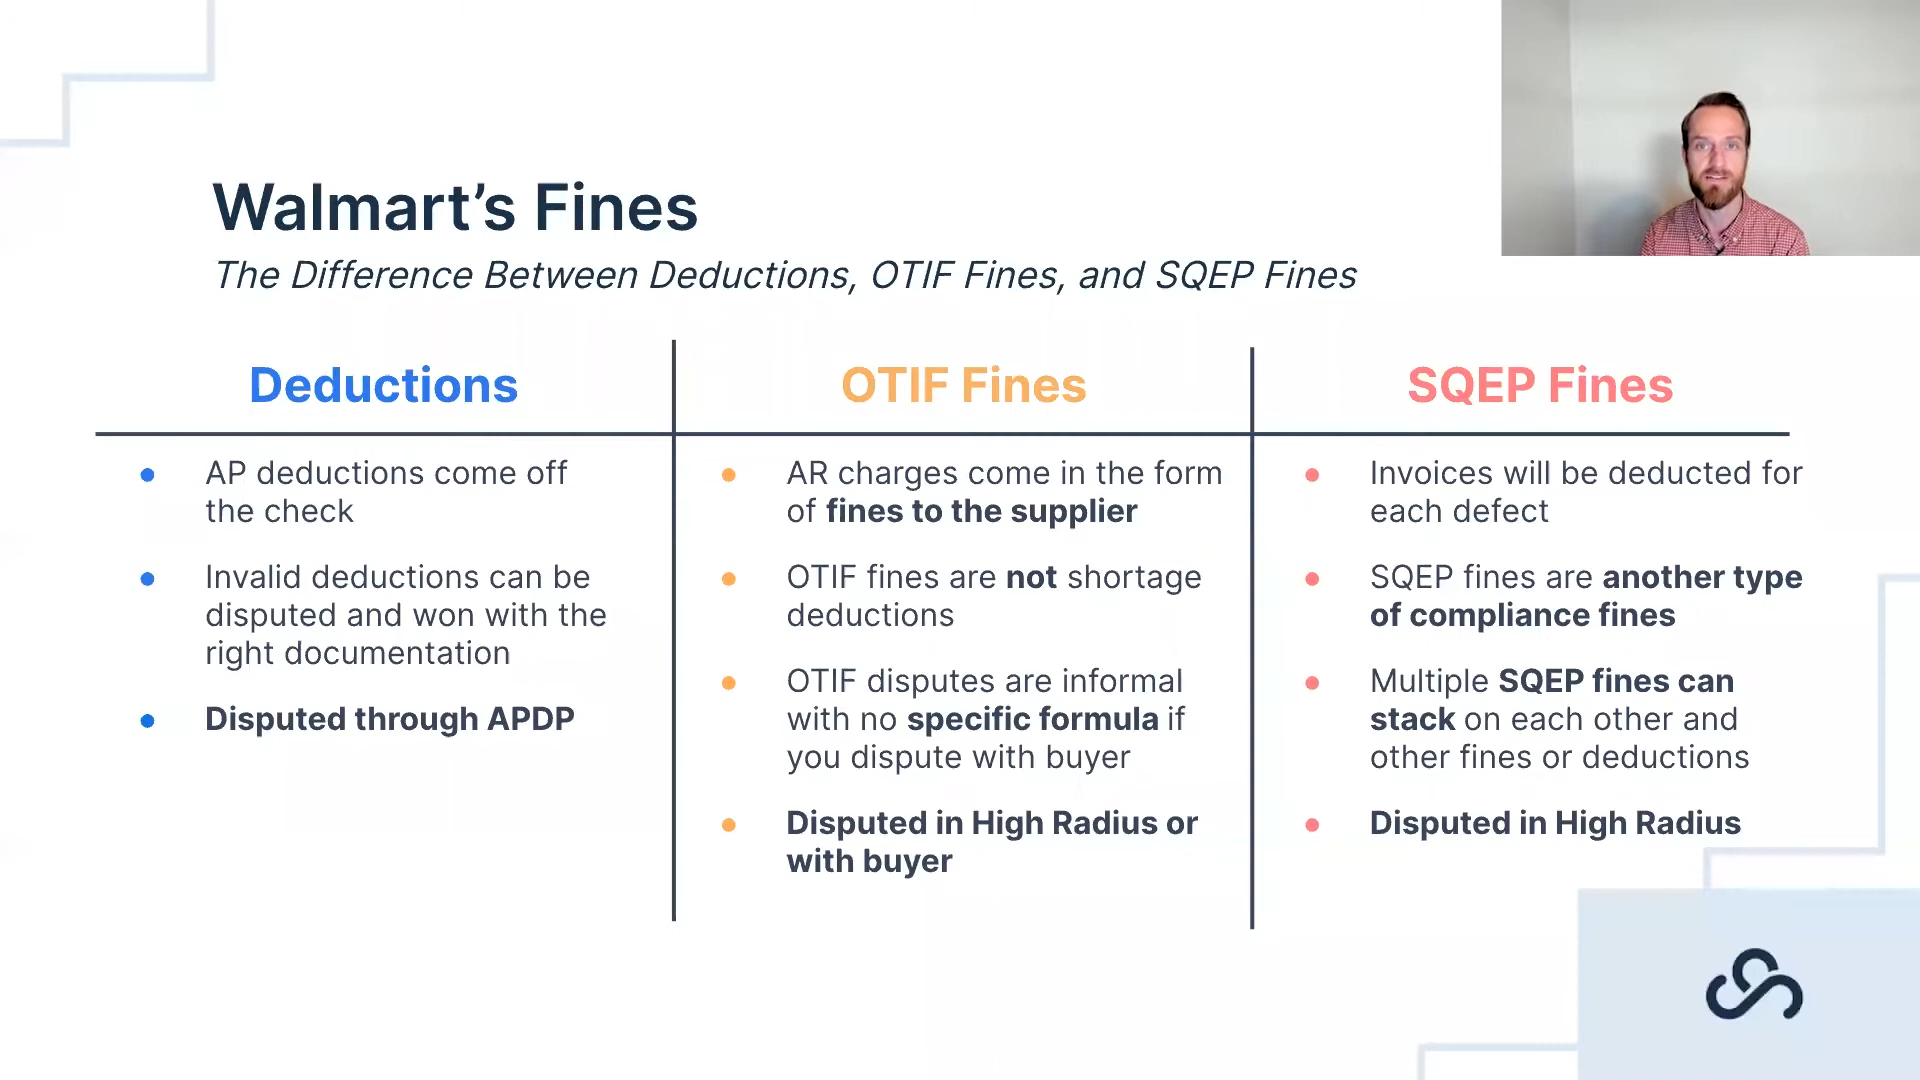 Walmart’s Fines
The Difference Between Deductions, OTIF Fines, and SQEP Fines
Deductions
AP deductions come off
the check
Invalid deductions can be
disputed and won with the
right documentation
Disputed through APDP
OTIF Fines
AR charges come in the form
of fines to the supplier
OTIF fines are not shortage
deductions
OTIF disputes are informal
with no specific formula if
you dispute with buyer
Disputed in High Radius or
with buyer
SQEP Fines
Invoices will be deducted for
each defect
SQEP fines are another type
of compliance fines
Multiple SQEP fines can
stack on each other and
other fines or deductions
Disputed in High Radius